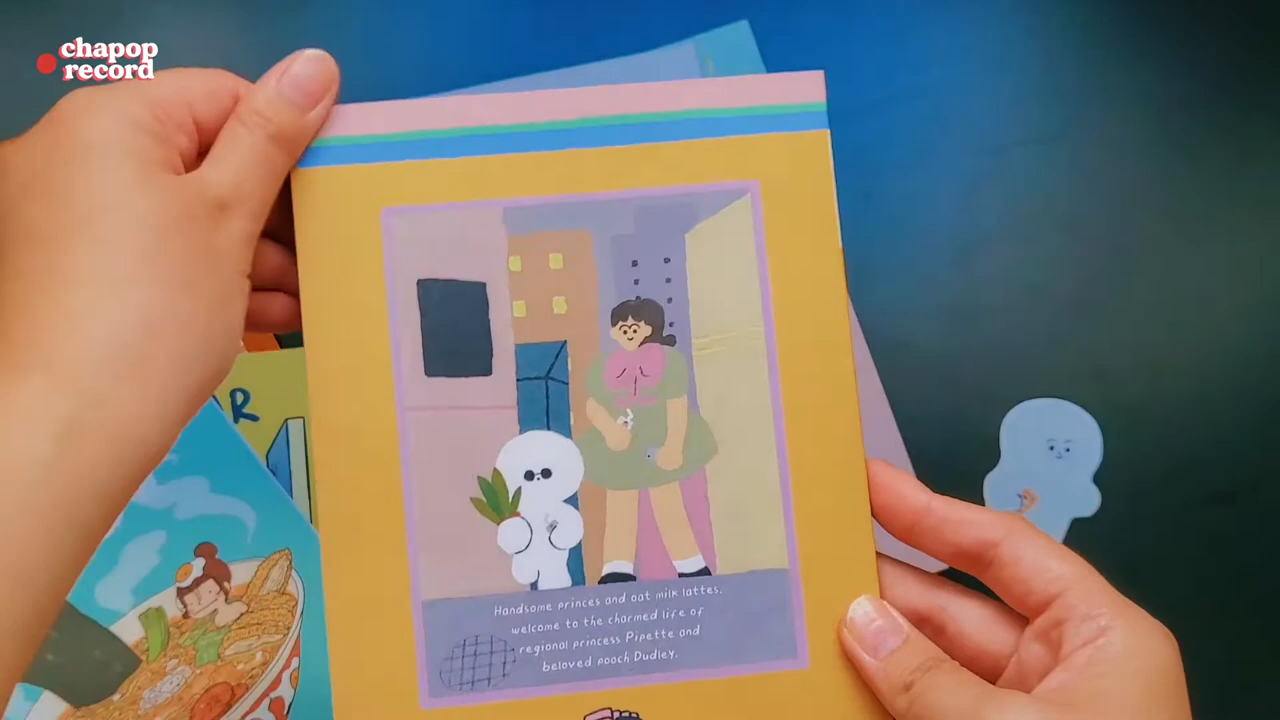 chapop
record
AR
Handsome princes and oat milk lattes,
welcome to the charmed life of
regional princess Pipette and
beloved pooch Dudley.